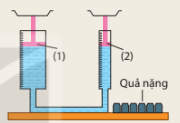 (1)
(2)
Quả nặng